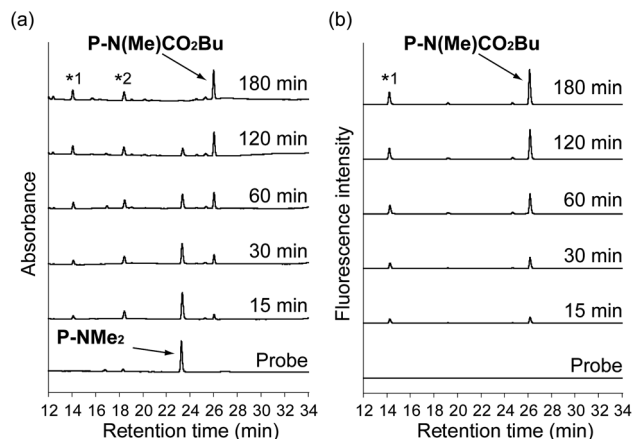 (a)
P-N(Me)CO₂Bu
*1
*2
180 min
120 min
60 min
30 min
15 min
P-NMe₂
Probe
Absorbance
12 14 16 18 20 22 24 26 28 30 32 34
Retention time (min)
(b)
P-N(Me)CO₂Bu
*1
180 min
120 min
60 min
30 min
15 min
Probe
Fluorescence intensity
12 14 16 18 20 22 24 26 28 30 32 34
Retention time (min)